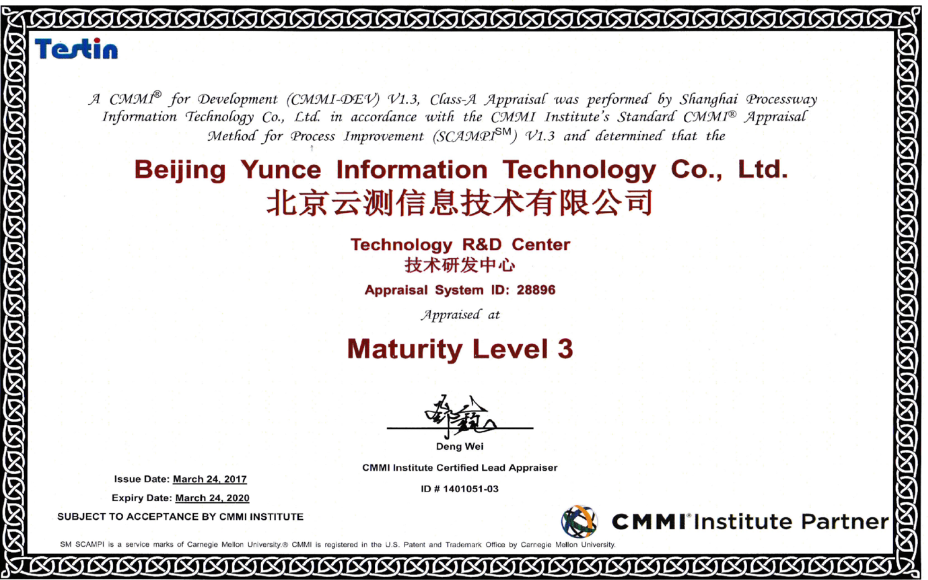 Testin
A CMMI® for Development (CMMI-DEV) V1.3, Class-A Appraisal was performed by Shanghai Processway
Information Technology Co., Ltd. in accordance with the CMMI Institute's Standard CMMI® Appraisal
Method for Process Improvement (SCAMPI℠) V1.3 and determined that the
Beijing Yunce Information Technology Co., Ltd.
北京云测信息技术有限公司
Technology R&D Center
技术研发中心
Appraisal System ID: 28896
Appraised at
Maturity Level 3
Deng Wei
CMMI Institute Certified Lead Appraiser
ID # 1401051-03
Issue Date: March 24, 2017
Expiry Date: March 24, 2020
SUBJECT TO ACCEPTANCE BY CMMI INSTITUTE
CMMI® Institute Partner
SM SCAMPI is a service marks of Carnegie Mellon University.® CMMI is registered in the U.S. Patent and Trademark Office by Carnegie Mellon University.